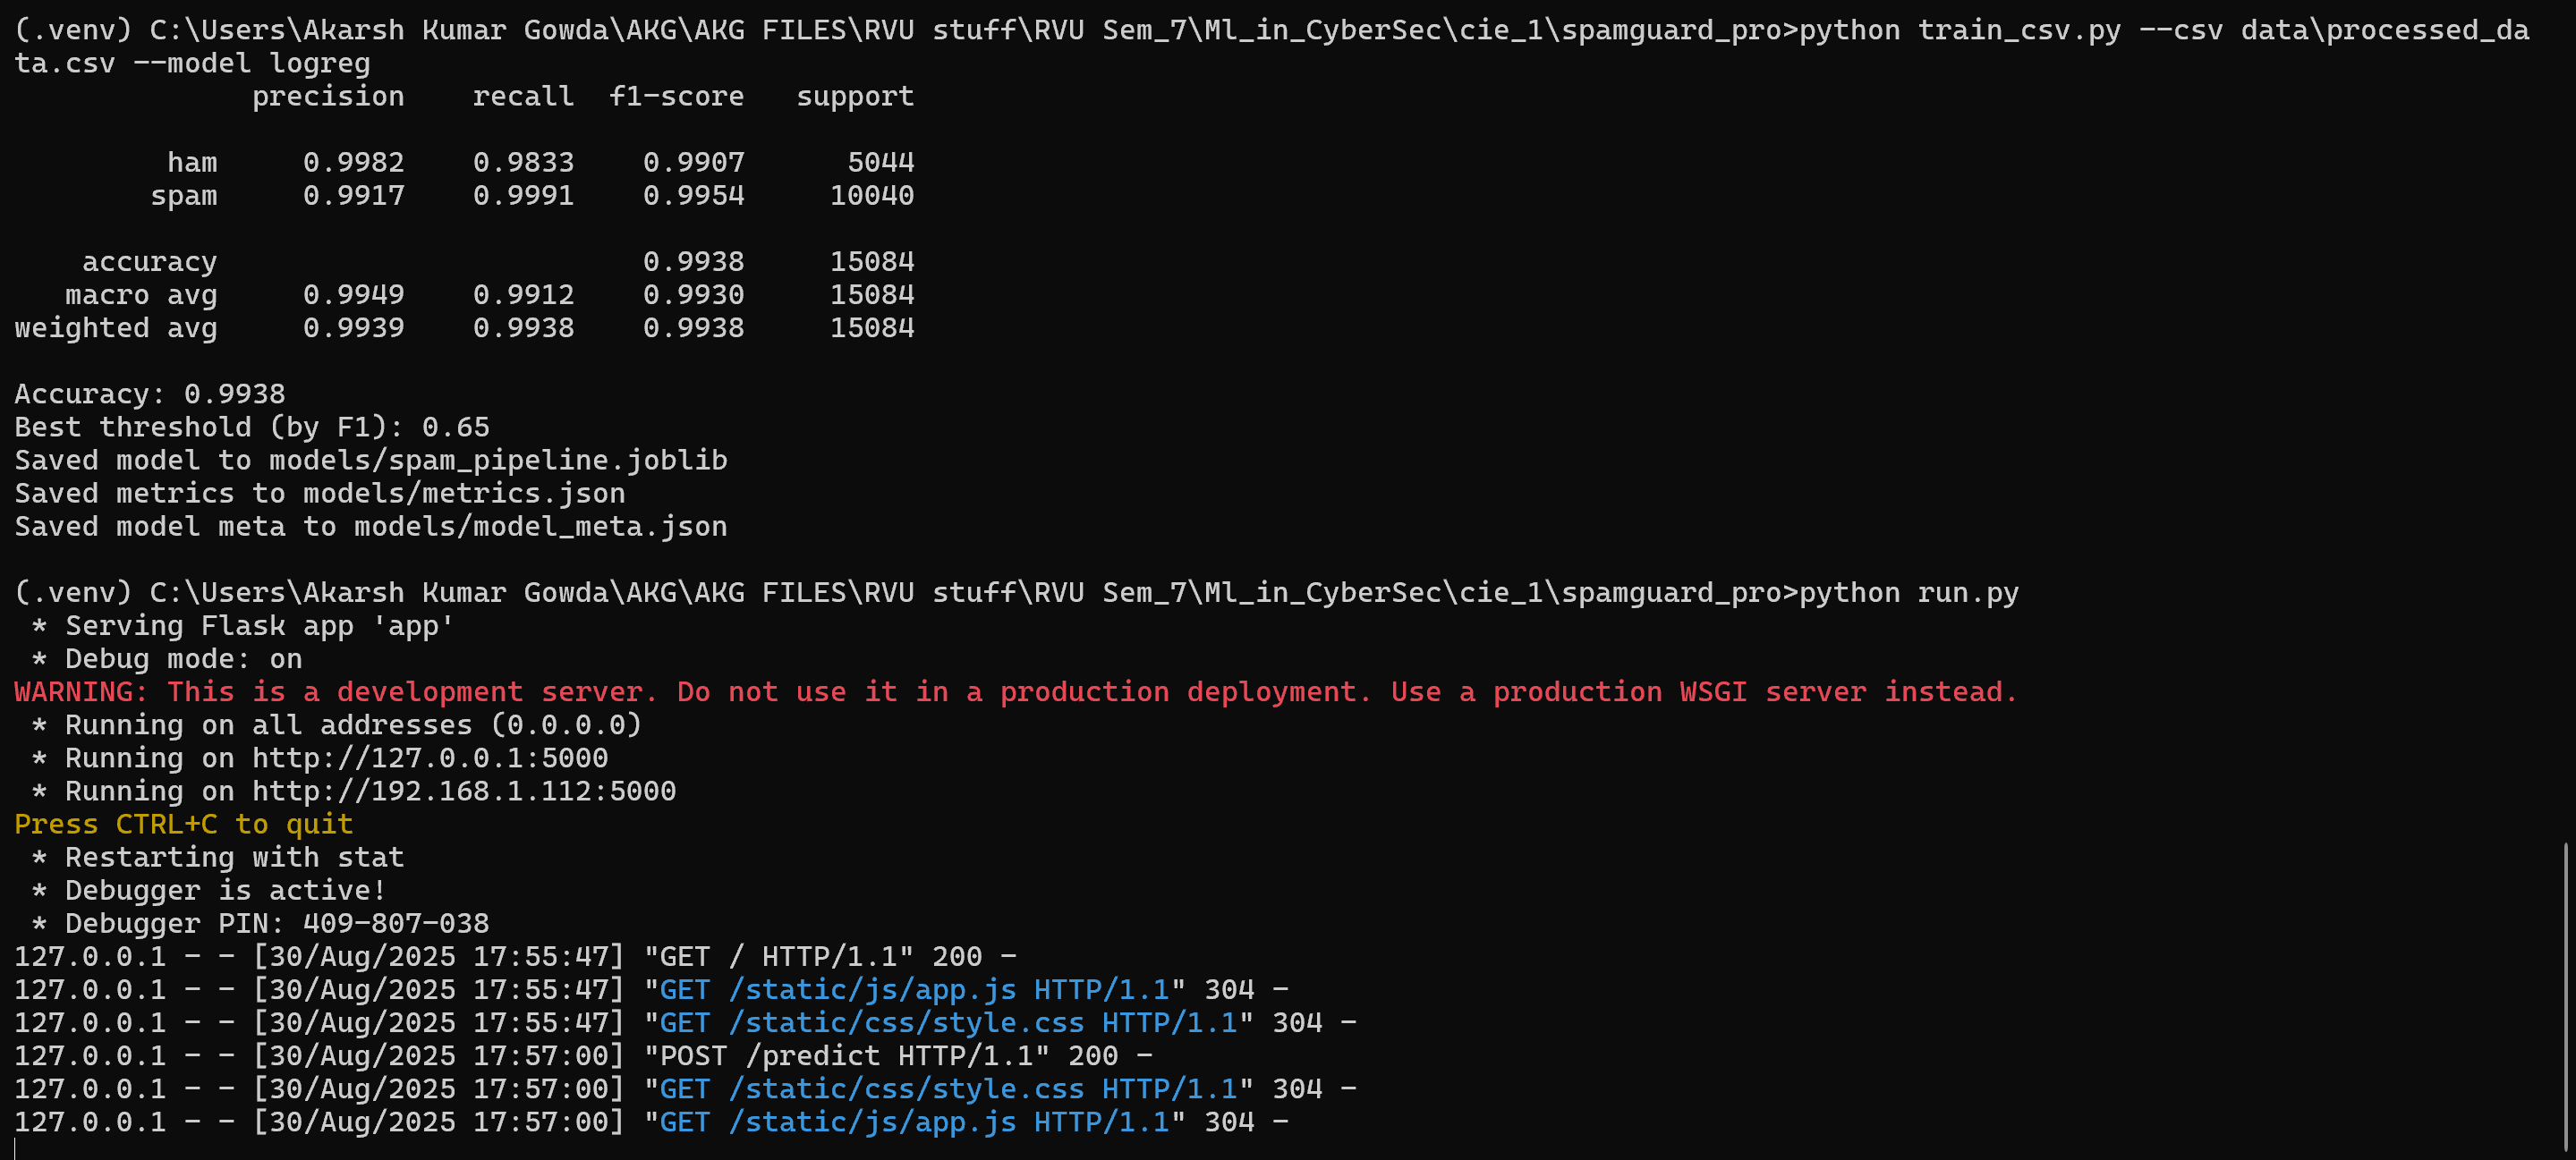 (.venv) C:\Users\Akarsh Kumar Gowda\AKG\AKG FILES\RVU stuff\RVU Sem_7\Ml_in_CyberSec\cie_1\spamguard_pro>python train_csv.py --csv data\processed_da
ta.csv --model logreg
              precision    recall  f1-score   support

         ham     0.9982    0.9833    0.9907      5044
        spam     0.9917    0.9991    0.9954     10040

    accuracy                         0.9938     15084
   macro avg     0.9949    0.9912    0.9930     15084
weighted avg     0.9939    0.9938    0.9938     15084

Accuracy: 0.9938
Best threshold (by F1): 0.65
Saved model to models/spam_pipeline.joblib
Saved metrics to models/metrics.json
Saved model meta to models/model_meta.json

(.venv) C:\Users\Akarsh Kumar Gowda\AKG\AKG FILES\RVU stuff\RVU Sem_7\Ml_in_CyberSec\cie_1\spamguard_pro>python run.py
 * Serving Flask app 'app'
 * Debug mode: on
WARNING: This is a development server. Do not use it in a production deployment. Use a production WSGI server instead.
 * Running on all addresses (0.0.0.0)
 * Running on http://127.0.0.1:5000
 * Running on http://192.168.1.112:5000
Press CTRL+C to quit
 * Restarting with stat
 * Debugger is active!
 * Debugger PIN: 409-807-038
127.0.0.1 - - [30/Aug/2025 17:55:47] "GET / HTTP/1.1" 200 -
127.0.0.1 - - [30/Aug/2025 17:55:47] "GET /static/js/app.js HTTP/1.1" 304 -
127.0.0.1 - - [30/Aug/2025 17:55:47] "GET /static/css/style.css HTTP/1.1" 304 -
127.0.0.1 - - [30/Aug/2025 17:57:00] "POST /predict HTTP/1.1" 200 -
127.0.0.1 - - [30/Aug/2025 17:57:00] "GET /static/css/style.css HTTP/1.1" 304 -
127.0.0.1 - - [30/Aug/2025 17:57:00] "GET /static/js/app.js HTTP/1.1" 304 -